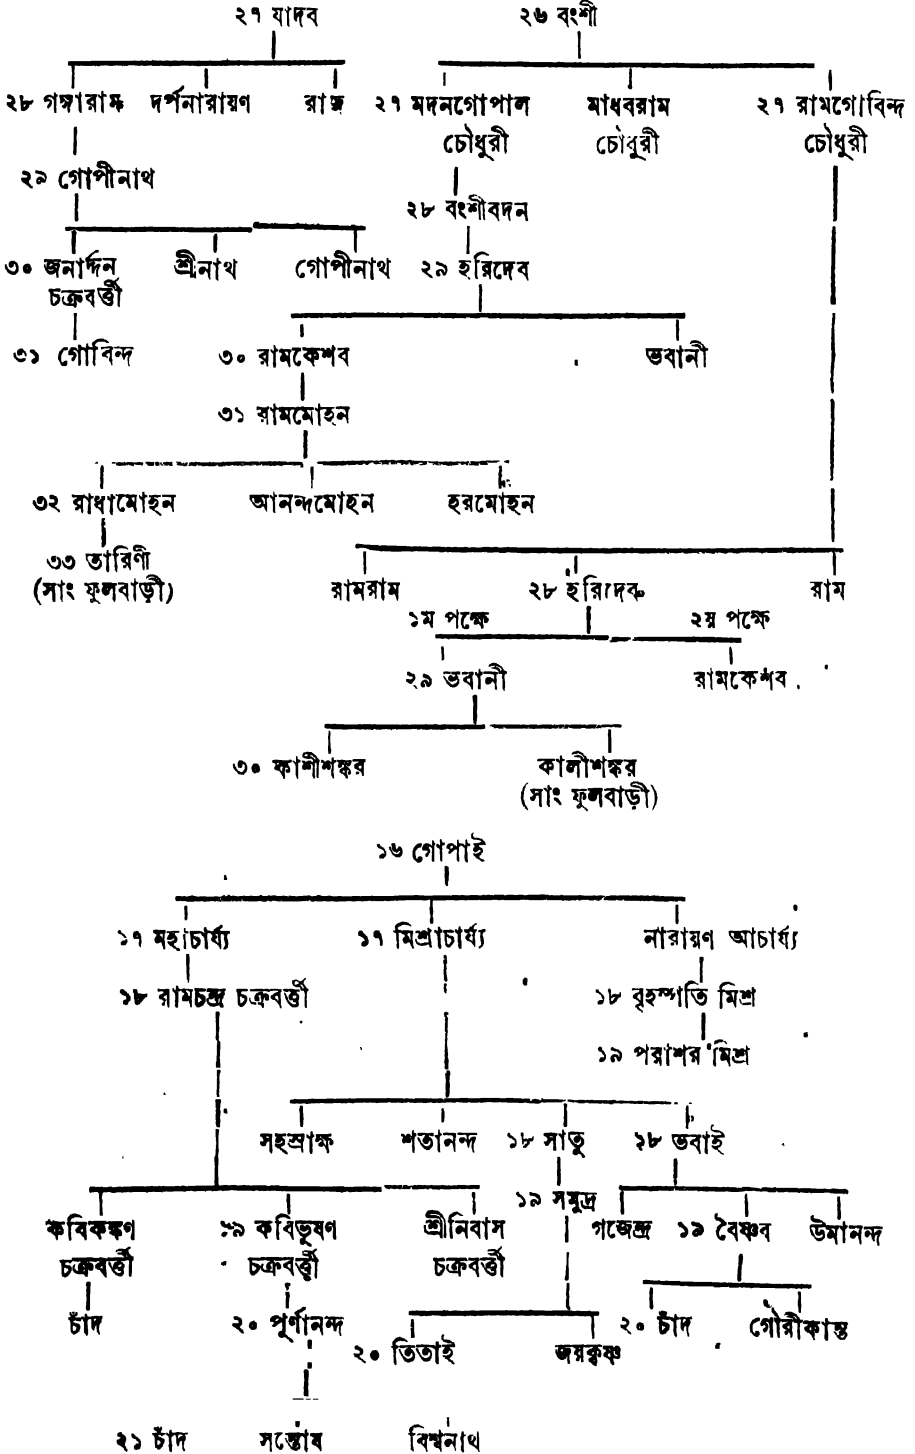 ২৭ যাদব ২৬ বংশী
২৮ গঙ্গারাম দর্পনারায়ণ রাজ ২৭ মদনগোপাল মাধবরাম ২৭ রামগোবিন্দ
চৌধুরী চৌধুরী চৌধুরী
২৯ গোপীনাথ
২৮ বংশীবদন
৩০ জনার্দ্দন শ্রীনাথ গোপীনাথ ২৯ হরিদেব
চক্রবর্ত্তী
৩১ গোবিন্দ ৩০ রামকেশব ভবানী
৩১ রামমোহন
৩২ রাধামোহন আনন্দমোহন হরমোহন
৩৩ তারিণী
(সাং ফুলবাড়ী) রামরাম ২৮ হরিদেব রাম
১ম পক্ষে ২য় পক্ষে
২৯ ভবানী রামকেশব
৩০ কাশীশঙ্কর কালীশঙ্কর
(সাং ফুলবাড়ী)
১৬ গোপাই
১৭ মহাচার্য্য ১৭ মিশ্রাচার্য্য নারায়ণ আচার্য্য
১৮ রামচন্দ্র চক্রবর্ত্তী ১৮ বৃহস্পতি মিশ্র
১৯ পরাশর মিশ্র
সহস্রাক্ষ শতানন্দ ১৮ সাতু ১৮ ভবাই
১৯ সমুদ্র
কবিকঙ্কণ ১৯ কবিভূষণ শ্রীনিবাস গজেন্দ্র ১৯ বৈষ্ণব উমানন্দ
চক্রবর্ত্তী চক্রবর্ত্তী চক্রবর্ত্তী
চাঁদ ২০ পূর্ণানন্দ ২০ চাঁদ গৌরীকান্ত
২০ তিতাই জয়কৃষ্ণ
২১ চাঁদ সন্তোষ বিশ্বনাথ